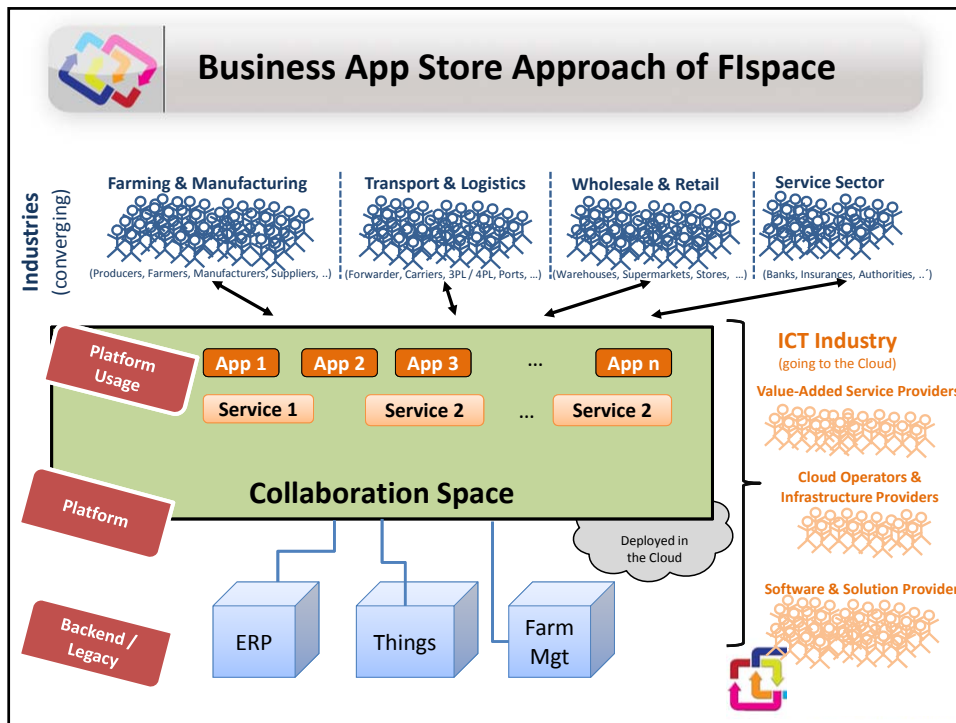 Business App Store Approach of FIspace
Industries
(converging)
Farming & Manufacturing
(Producers, Farmers, Manufacturers, Suppliers, ..)
Transport & Logistics
(Forwarder, Carriers, 3PL / 4PL, Ports, ...)
Wholesale & Retail
(Warehouses, Supermarkets, Stores, ...)
Service Sector
(Banks, Insurances, Authorities, ..´)
Platform
Usage
App 1
App 2
App 3
...
App n
Service 1
Service 2
...
Service 2
Collaboration Space
Platform
Deployed in
the Cloud
Backend /
Legacy
ERP
Things
Farm
Mgt
ICT Industry
(going to the Cloud)
Value-Added Service Providers
Cloud Operators &
Infrastructure Providers
Software & Solution Provider